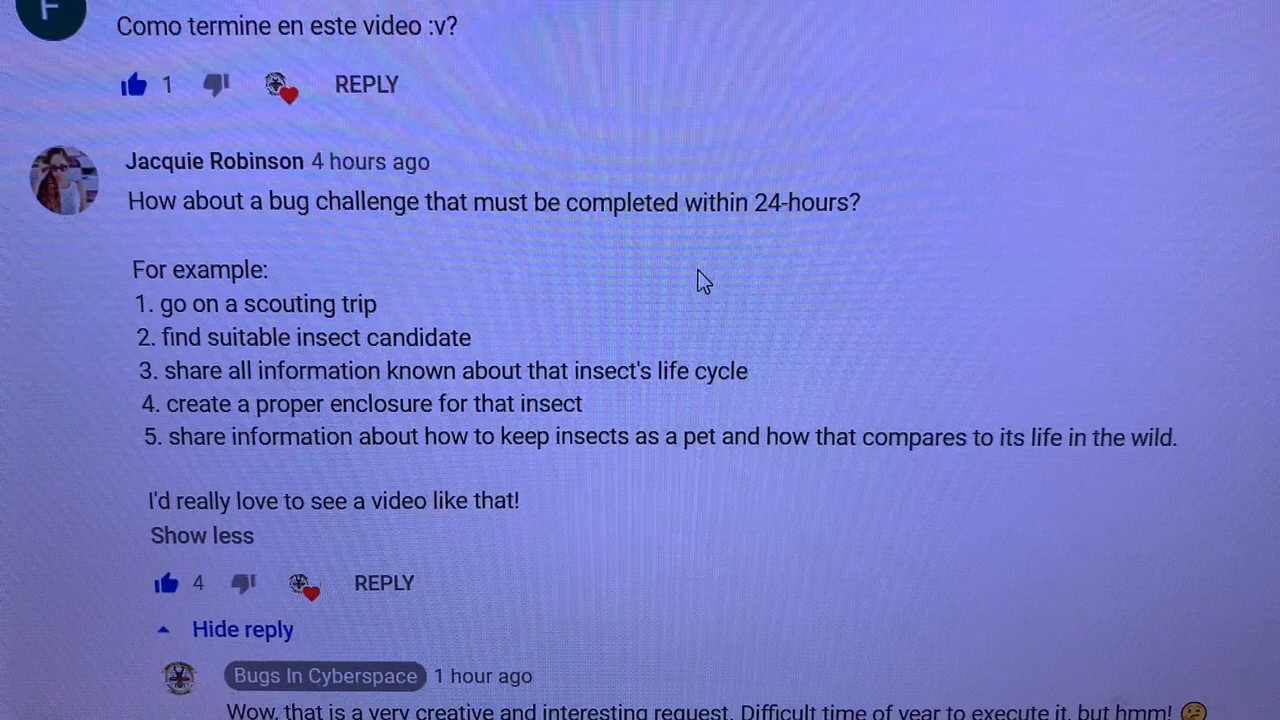 F
Como termine en este video :v?
1 REPLY
Jacquie Robinson 4 hours ago
How about a bug challenge that must be completed within 24-hours?
For example:
1. go on a scouting trip
2. find suitable insect candidate
3. share all information known about that insect's life cycle
4. create a proper enclosure for that insect
5. share information about how to keep insects as a pet and how that compares to its life in the wild.
I'd really love to see a video like that!
Show less
4 REPLY
Hide reply
Bugs In Cyberspace 1 hour ago
Wow, that is a very creative and interesting request. Difficult time of year to execute it, but hmm!